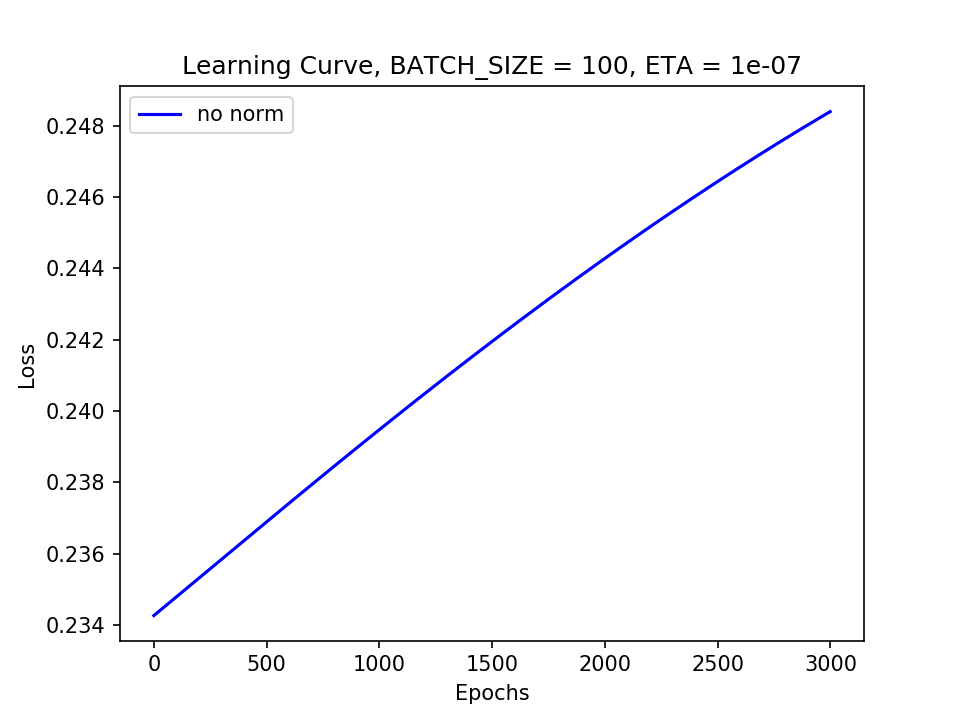 Learning Curve, BATCH_SIZE = 100, ETA = 1e-07
no norm
0.248
0.246
0.244
0.242
0.240
0.238
0.236
0.234
Loss
0 500 1000 1500 2000 2500 3000
Epochs